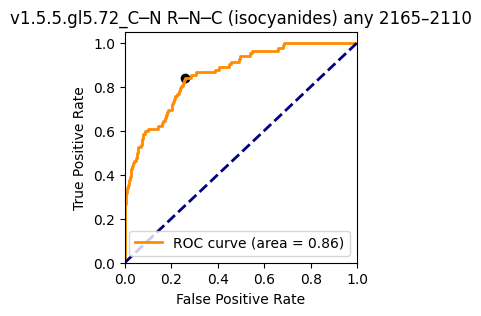 v1.5.5.gl5.72_C─N R─N─C (isocyanides) any 2165–2110
1.0
0.8
0.6
0.4
0.2
0.0
True Positive Rate
ROC curve (area = 0.86)
0.0 0.2 0.4 0.6 0.8 1.0
False Positive Rate